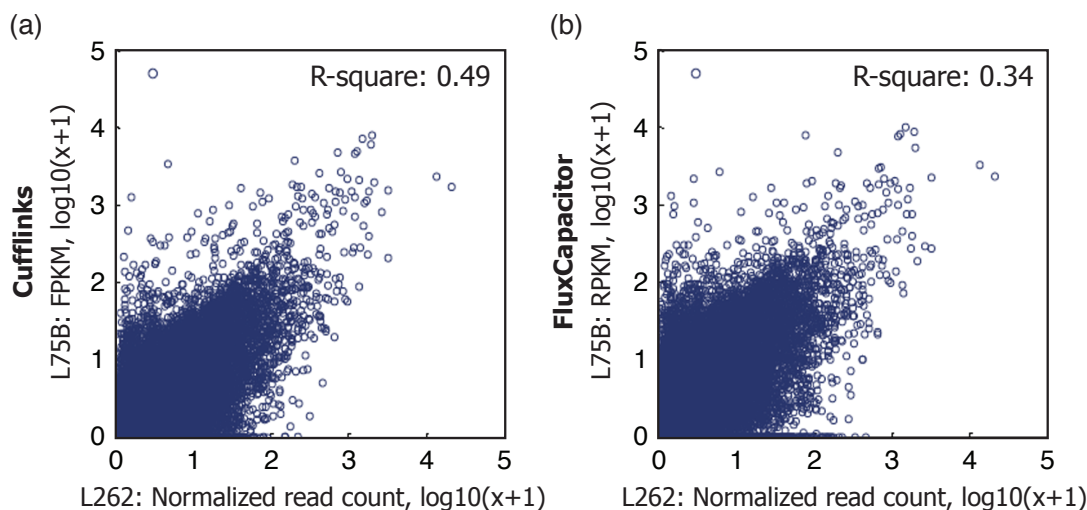 (a)
R-square: 0.49
Cufflinks
L75B: FPKM, log10(x+1)
5
4
3
2
1
0
0 1 2 3 4 5
L262: Normalized read count, log10(x+1)
(b)
R-square: 0.34
FluxCapacitor
L75B: RPKM, log10(x+1)
5
4
3
2
1
0
0 1 2 3 4 5
L262: Normalized read count, log10(x+1)